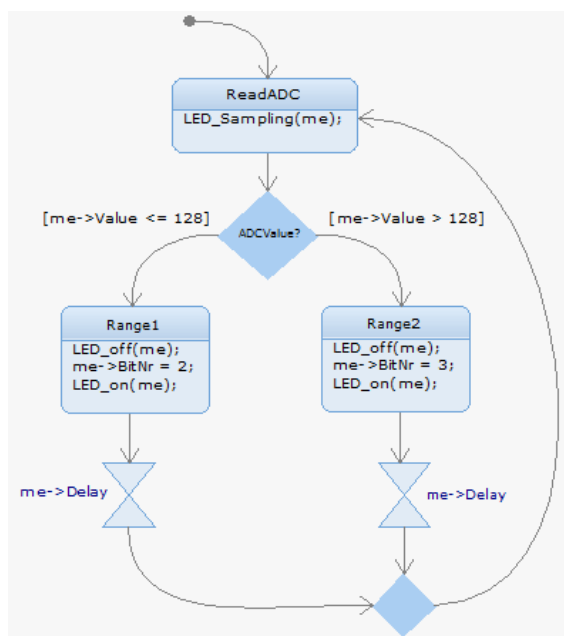 ReadADC
LED_Sampling(me);
[me->Value <= 128]
[me->Value > 128]
ADCValue?
Range1
LED_off(me);
me->BitNr = 2;
LED_on(me);
Range2
LED_off(me);
me->BitNr = 3;
LED_on(me);
me->Delay
me->Delay